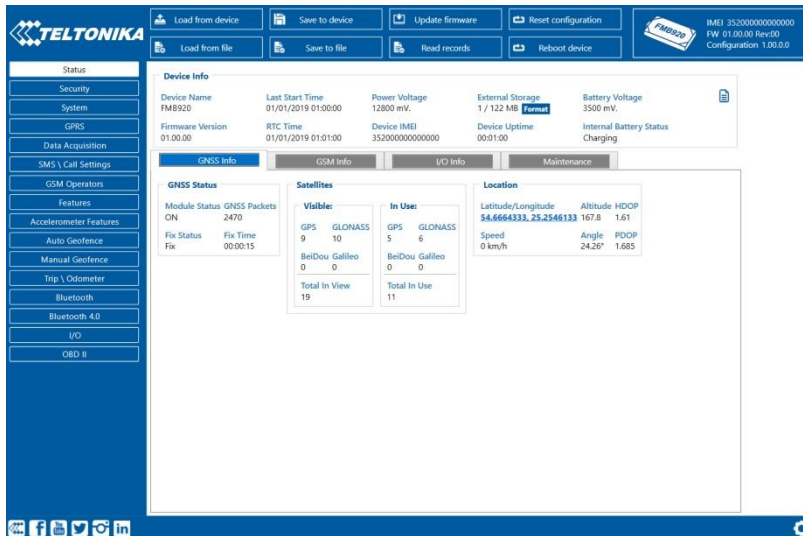 TELTONIKA
Load from device
Save to device
Update firmware
Reset configuration
Load from file
Save to file
Read records
Reboot device
FMB920
IMEI 352000000000000
FW 01.00.00 Rev:00
Configuration 1.00.0.0
Status
Security
System
GPRS
Data Acquisition
SMS \ Call Settings
GSM Operators
Features
Accelerometer Features
Auto Geofence
Manual Geofence
Trip \ Odometer
Bluetooth
Bluetooth 4.0
I/O
OBD II
Device Info
Device Name Last Start Time Power Voltage External Storage Battery Voltage
FMB920 01/01/2019 01:00:00 12800 mV. 1 / 122 MB Format 3500 mV.
Firmware Version RTC Time Device IMEI Device Uptime Internal Battery Status
01.00.00 01/01/2019 01:01:00 352000000000000 00:01:00 Charging
GNSS Info GSM Info I/O Info Maintenance
GNSS Status
Module Status GNSS Packets
ON 2470
Fix Status Fix Time
Fix 00:00:15
Satellites
Visible:
GPS GLONASS
9 10
BeiDou Galileo
0 0
Total In View
19
In Use:
GPS GLONASS
5 6
BeiDou Galileo
0 0
Total In Use
11
Location
Latitude/Longitude Altitude HDOP
54.6664333, 25.2546133 167.8 1.61
Speed Angle PDOP
0 km/h 24.26° 1.685